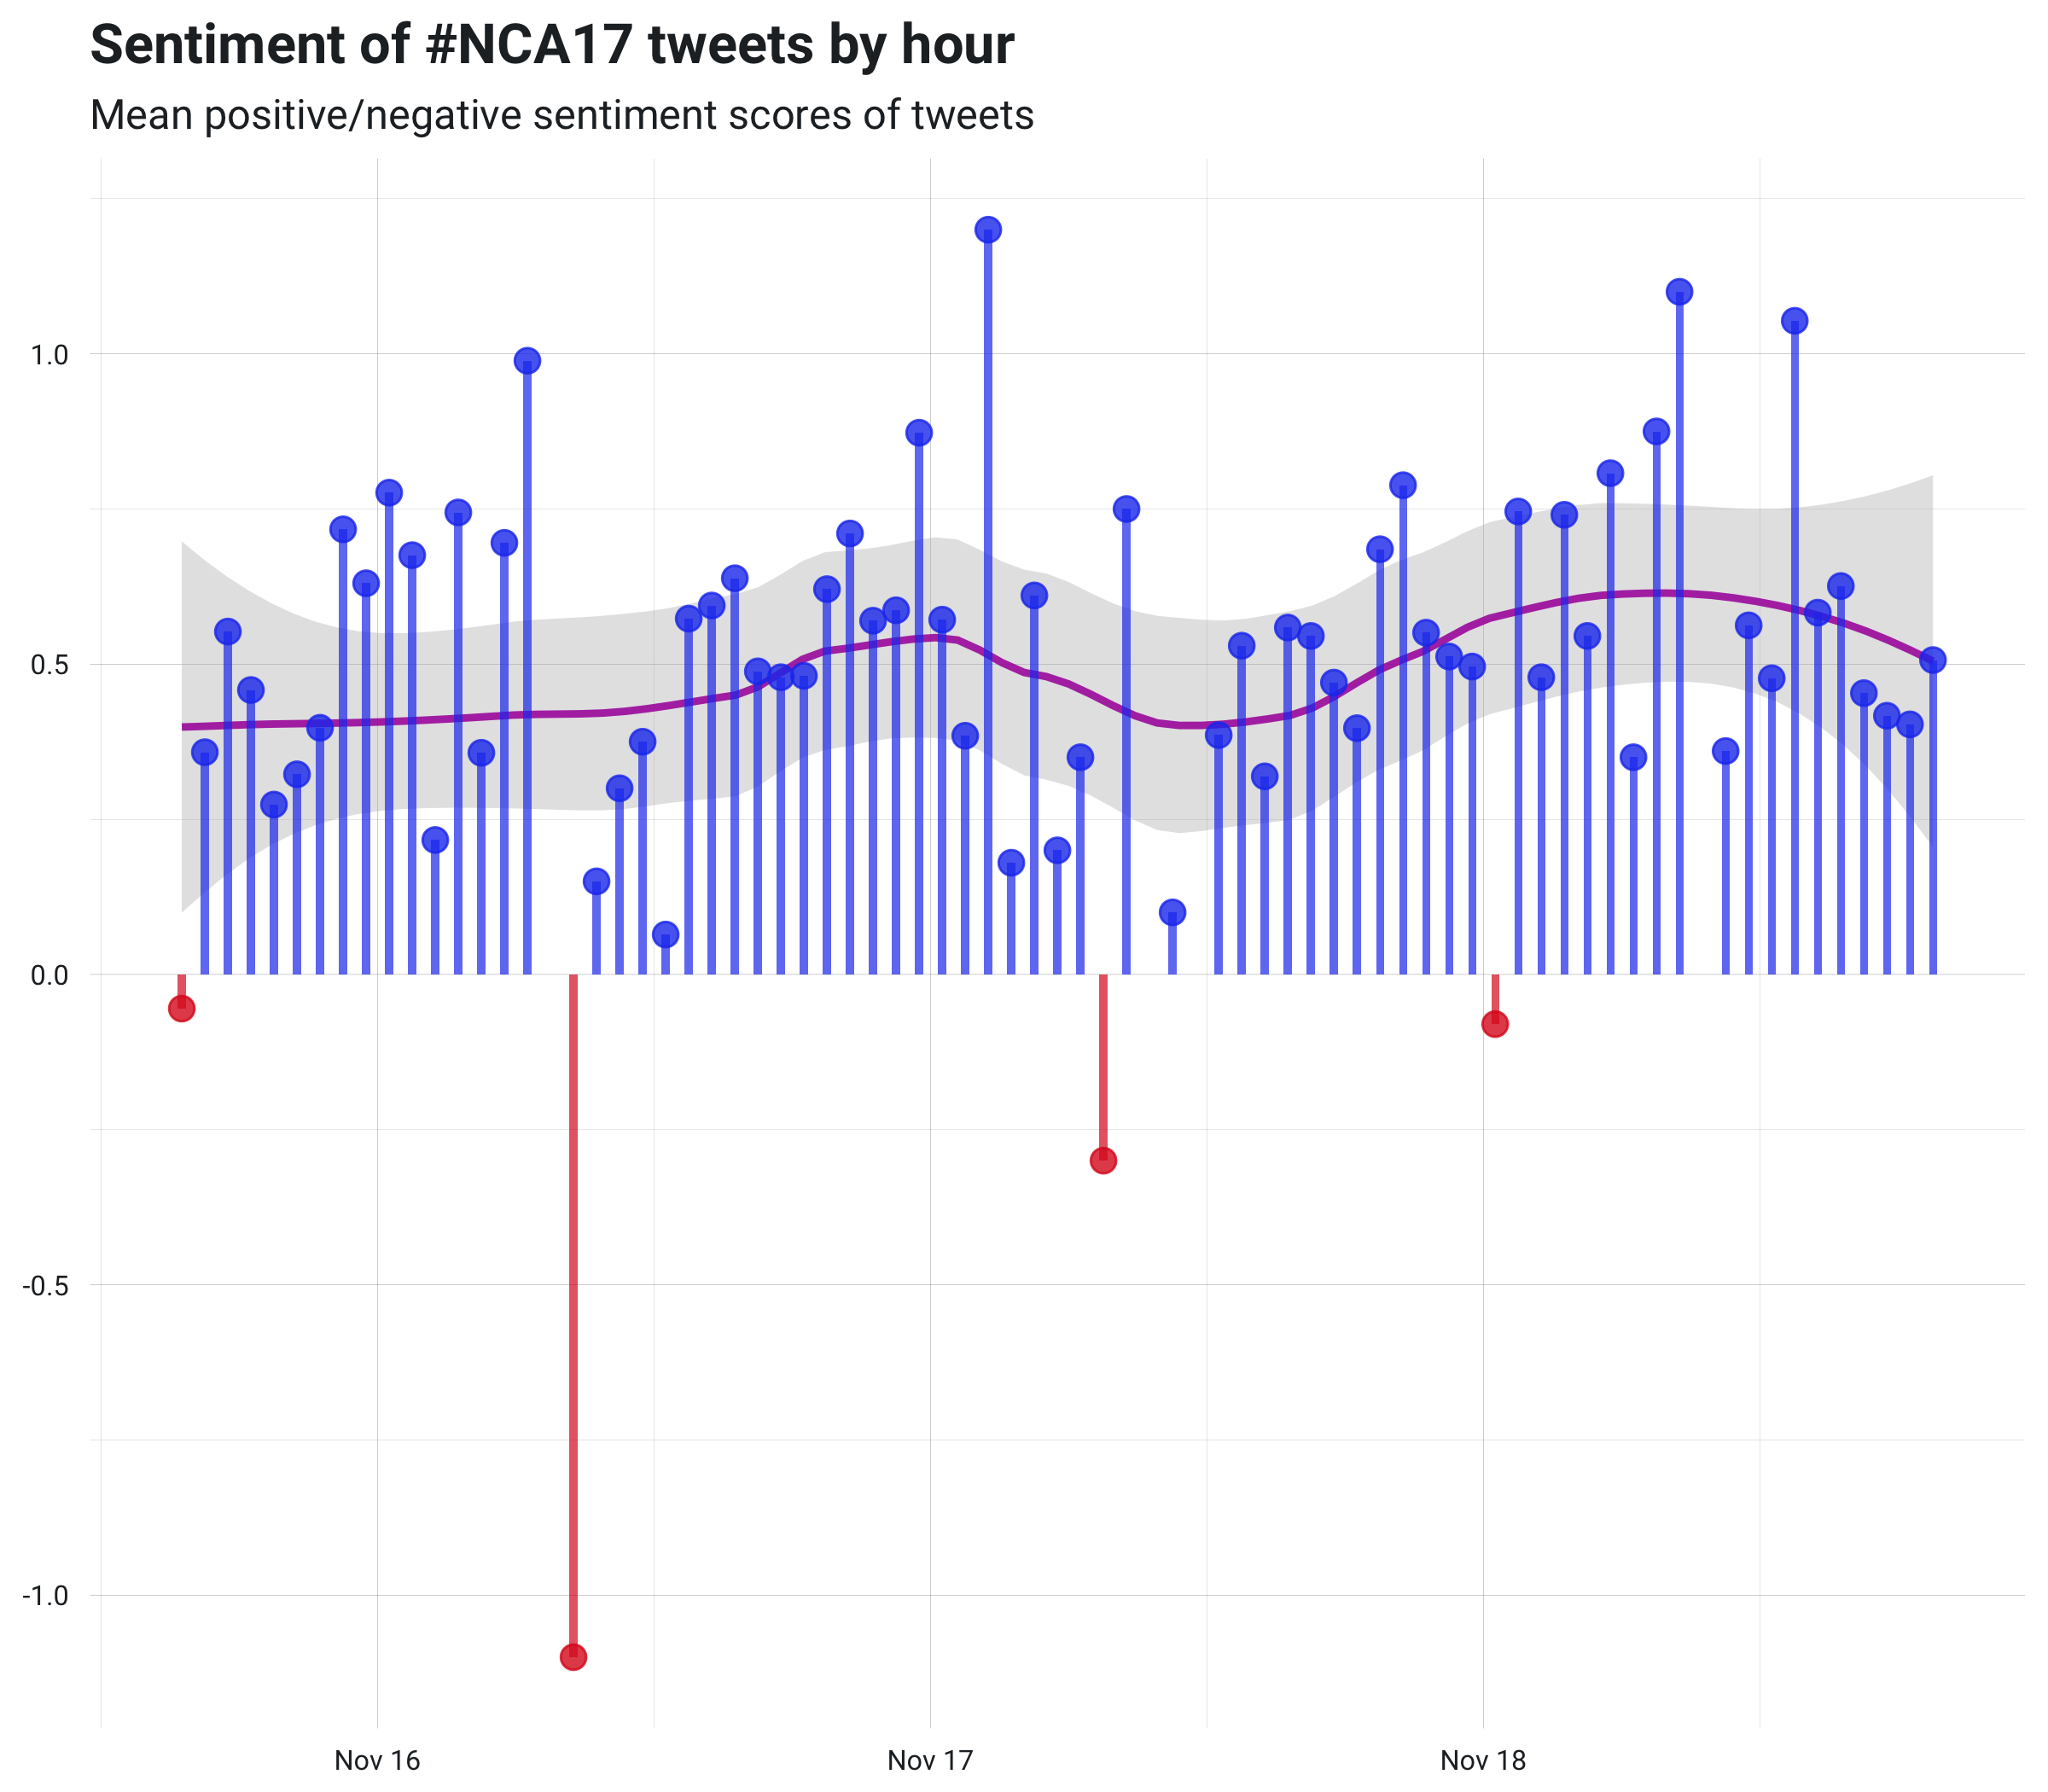 Sentiment of #NCA17 tweets by hour
Mean positive/negative sentiment scores of tweets
1.0
0.5
0.0
-0.5
-1.0
Nov 16 Nov 17 Nov 18